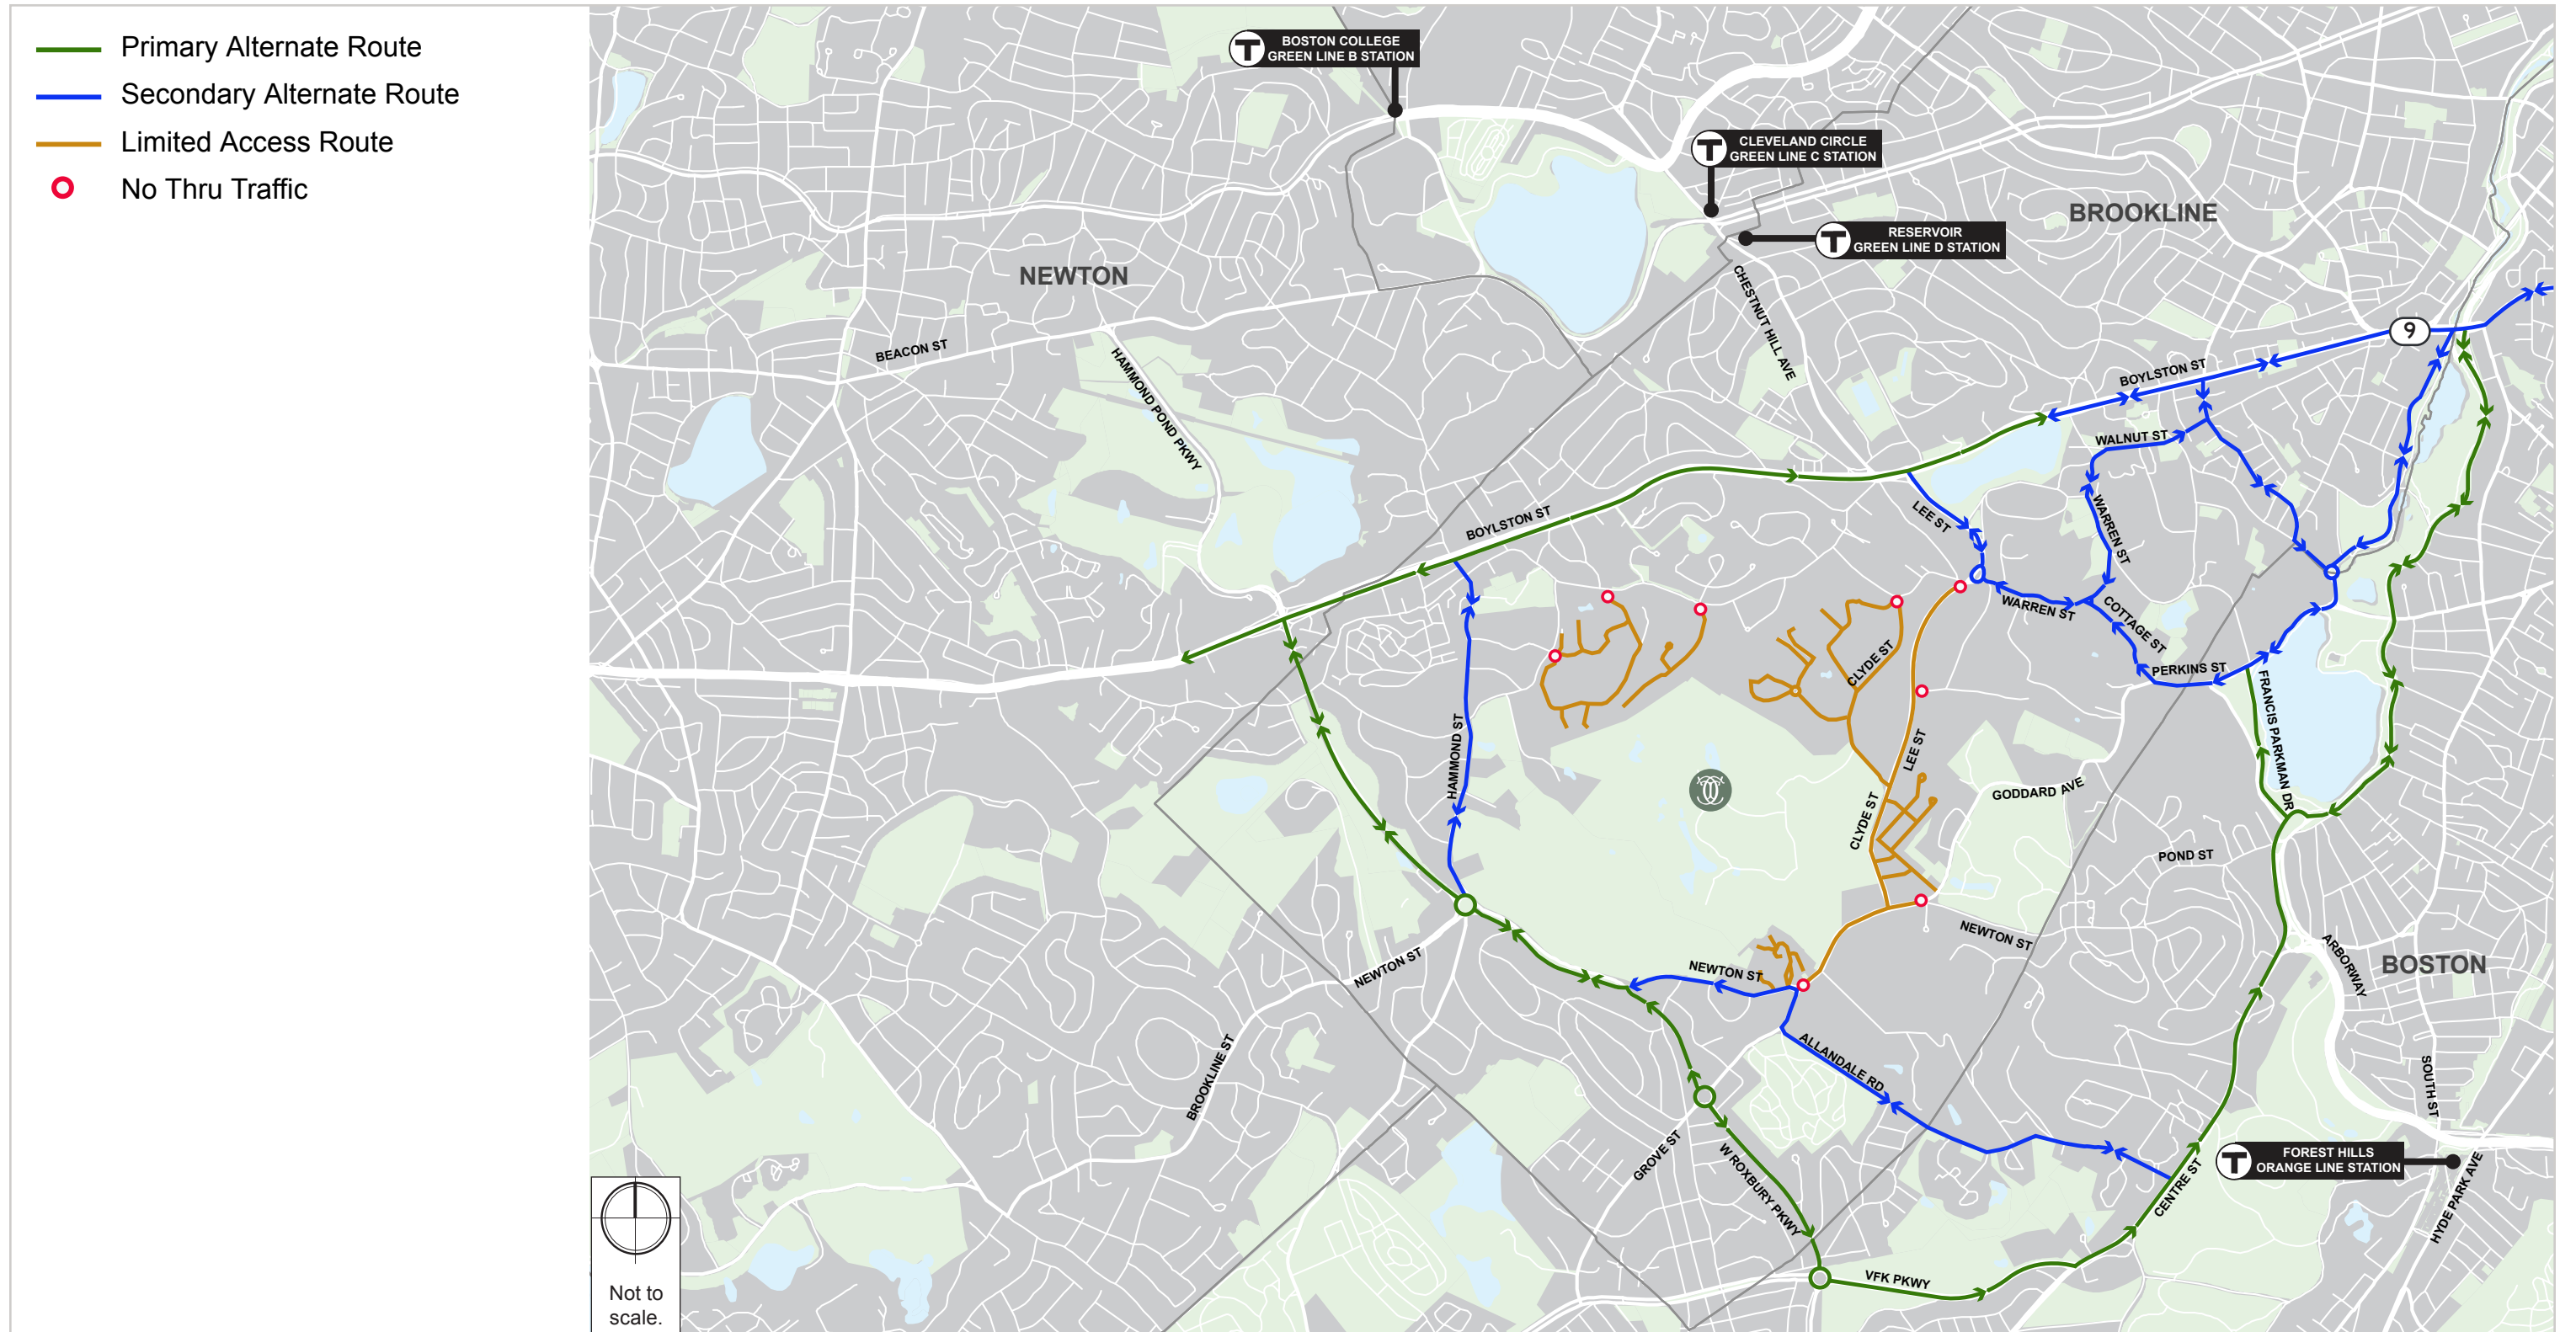 Primary Alternate Route
Secondary Alternate Route
Limited Access Route
No Thru Traffic
T
BOSTON COLLEGE
GREEN LINE B STATION
T
CLEVELAND CIRCLE
GREEN LINE C STATION
T
RESERVOIR
GREEN LINE D STATION
BROOKLINE
NEWTON
CHESTNUT HILL AVE
BEACON ST
HAMMOND POND PKWY
9
BOYLSTON ST
WALNUT ST
BOYLSTON ST
LEE ST
WARREN ST
WARREN ST
COTTAGE ST
PERKINS ST
CLYDE ST
FRANCIS PARKMAN DR
HAMMOND ST
LEE ST
GODDARD AVE
CLYDE ST
POND ST
NEWTON ST
ARBORWAY
BOSTON
NEWTON ST
NEWTON ST
BROOKLINE ST
ALLANDALE RD
SOUTH ST
GROVE ST
W ROXBURY PKWY
CENTRE ST
T
FOREST HILLS
ORANGE LINE STATION
HYDE PARK AVE
VFK PKWY
Not to
scale.